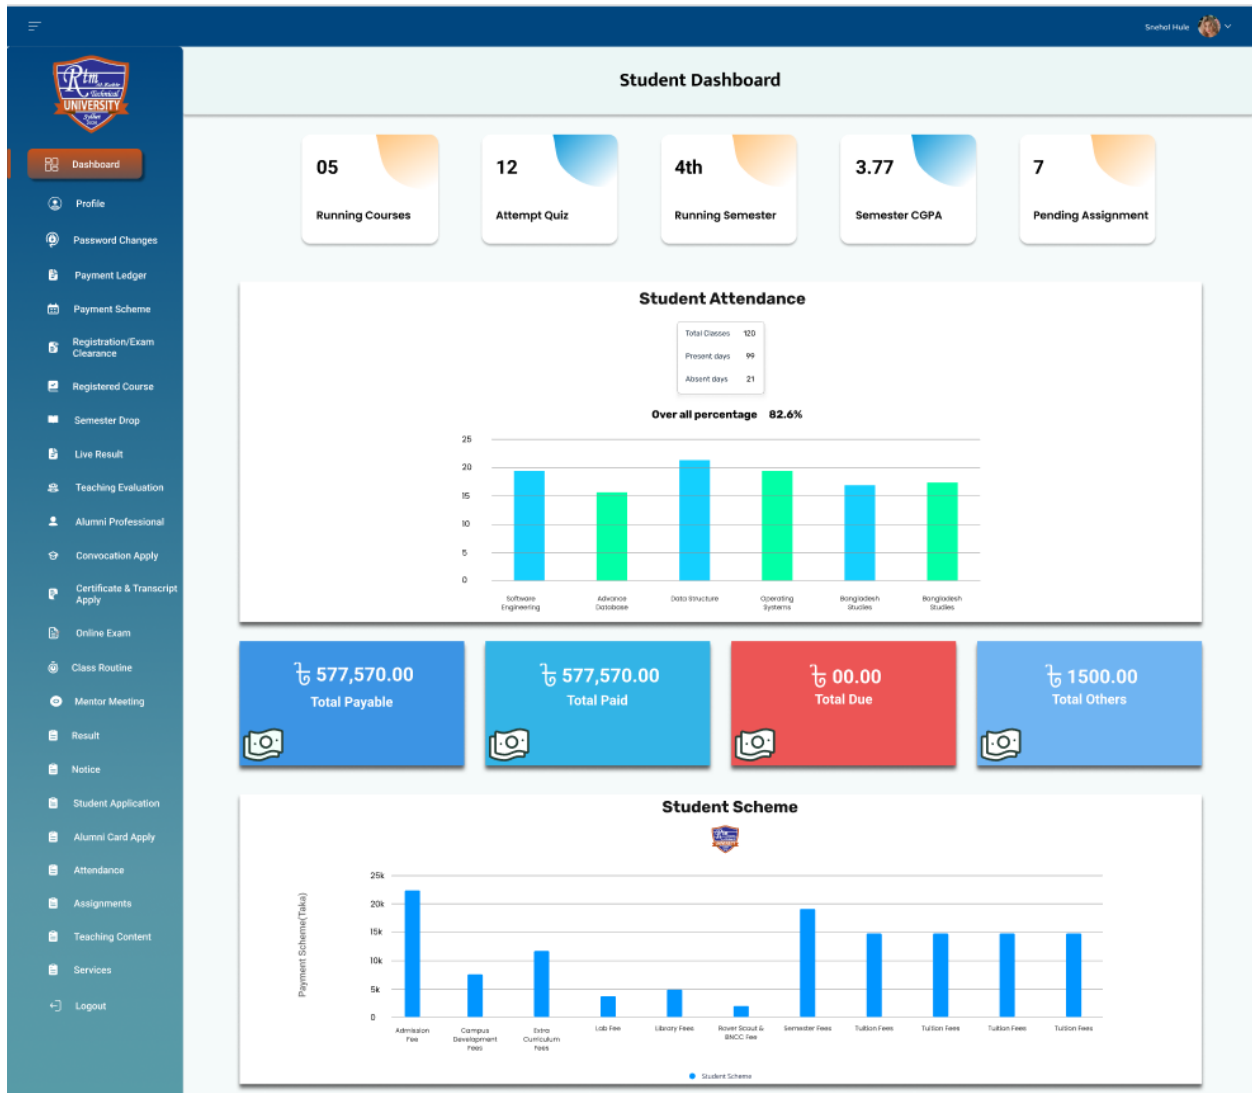 Snehal Hule
Rtm
Technical
UNIVERSITY
Sylhet
Student Dashboard
Dashboard
Profile
Password Changes
Payment Ledger
Payment Scheme
Registration/Exam
Clearance
Registered Course
Semester Drop
Live Result
Teaching Evaluation
Alumni Professional
Convocation Apply
Certificate & Transcript
Apply
Online Exam
Class Routine
Mentor Meeting
Result
Notice
Student Application
Alumni Card Apply
Attendance
Assignments
Teaching Content
Services
Logout
05
Running Courses
12
Attempt Quiz
4th
Running Semester
3.77
Semester CGPA
7
Pending Assignment
Student Attendance
Total Classes 120
Present days 99
Absent days 21
Over all percentage 82.6%
25
20
15
10
5
0
Software
Engineering
Advance
Database
Data Structure
Operating
Systems
Bangladesh
Studies
Bangladesh
Studies
৳ 577,570.00
Total Payable
৳ 577,570.00
Total Paid
৳ 00.00
Total Due
৳ 1500.00
Total Others
Student Scheme
Payment Scheme(Taka)
25k
20k
15k
10k
5k
0
Admission
Fee
Campus
Development
Fees
Extra
Curriculum
Fees
Lab Fee
Library Fees
Rover Scout &
BNCC Fee
Semester Fees
Tuition Fees
Tuition Fees
Tuition Fees
Tuition Fees
Student Scheme